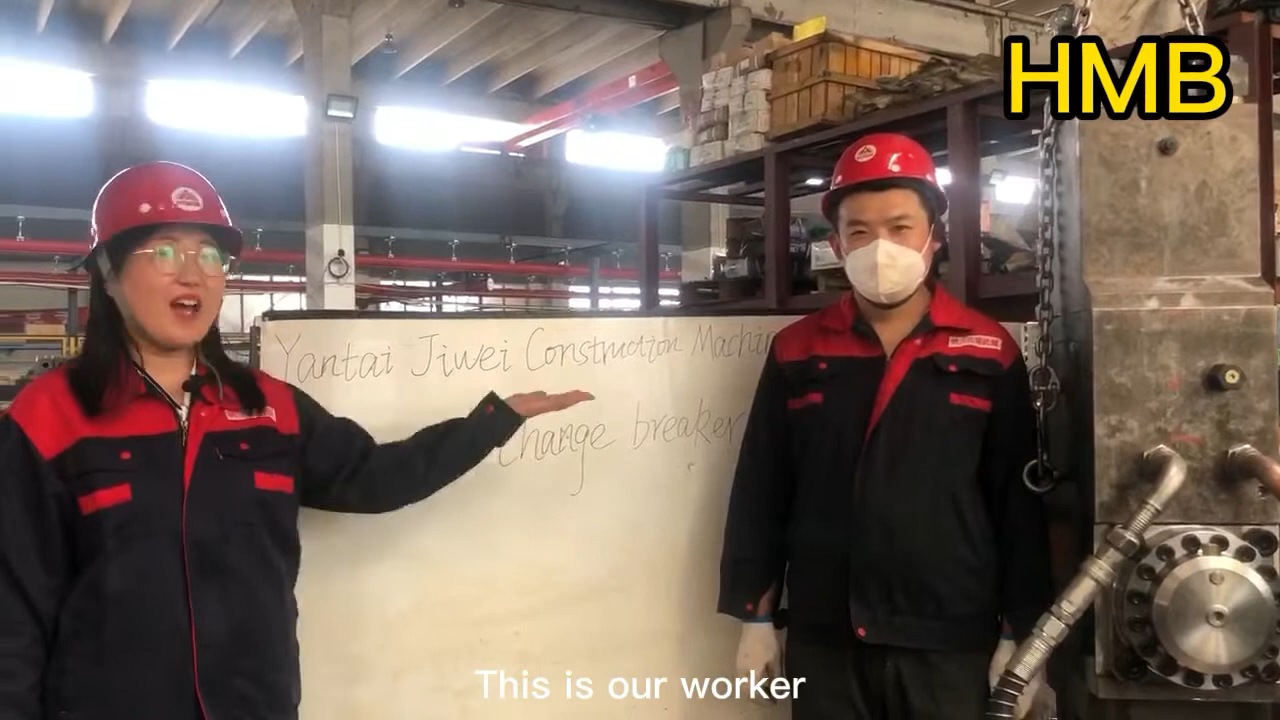 HMB
Yantai Jiwei Construction Machin
change breaker
This is our worker